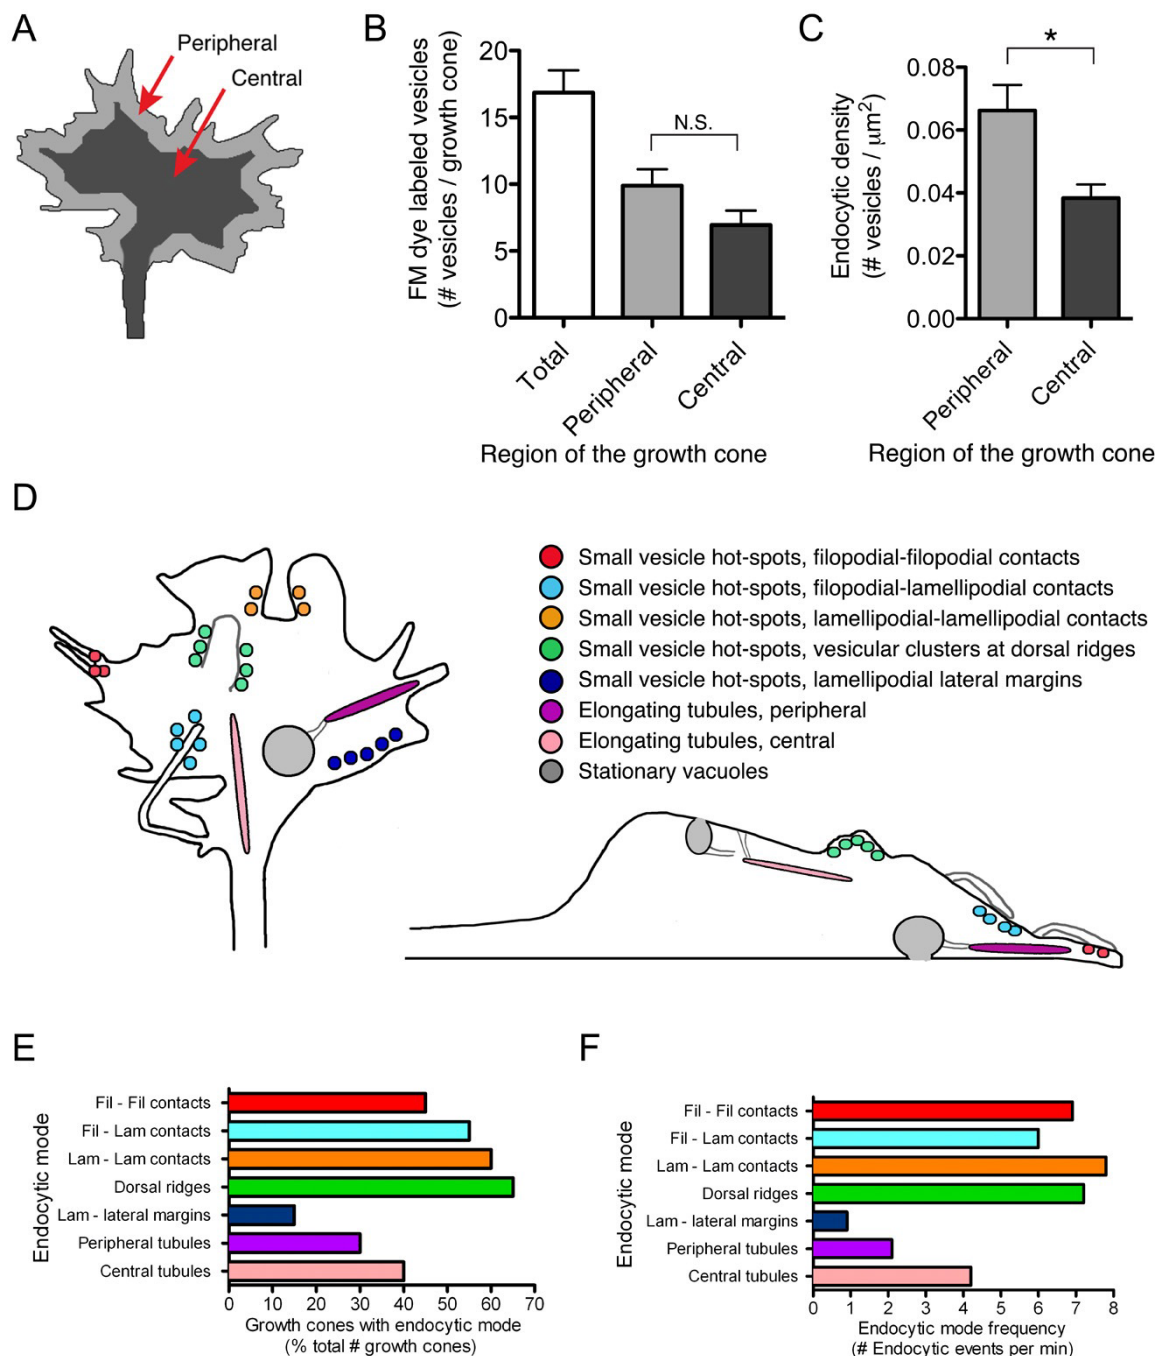 A
Peripheral
Central
B
FM dye labeled vesicles
(# vesicles / growth cone)
20
15
10
5
0
N.S.
Total
Peripheral
Central
Region of the growth cone
C
Endocytic density
(# vesicles / μm²)
0.08
0.06
0.04
0.02
0.00
*
Peripheral
Central
Region of the growth cone
D
Small vesicle hot-spots, filopodial-filopodial contacts
Small vesicle hot-spots, filopodial-lamellipodial contacts
Small vesicle hot-spots, lamellipodial-lamellipodial contacts
Small vesicle hot-spots, vesicular clusters at dorsal ridges
Small vesicle hot-spots, lamellipodial lateral margins
Elongating tubules, peripheral
Elongating tubules, central
Stationary vacuoles
E
Endocytic mode
Fil - Fil contacts
Fil - Lam contacts
Lam - Lam contacts
Dorsal ridges
Lam - lateral margins
Peripheral tubules
Central tubules
0 10 20 30 40 50 60 70
Growth cones with endocytic mode
(% total # growth cones)
F
Endocytic mode
Fil - Fil contacts
Fil - Lam contacts
Lam - Lam contacts
Dorsal ridges
Lam - lateral margins
Peripheral tubules
Central tubules
0 1 2 3 4 5 6 7 8
Endocytic mode frequency
(# Endocytic events per min)